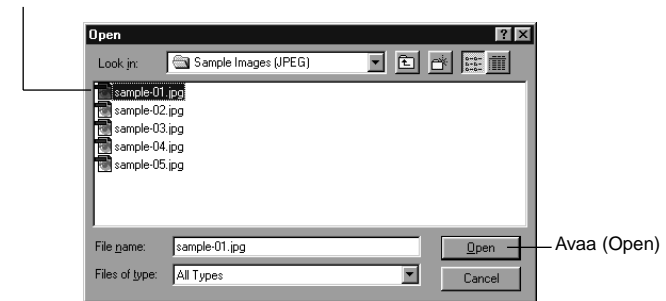 Open
Look in: Sample Images (JPEG)
sample-01.jpg
sample-02.jpg
sample-03.jpg
sample-04.jpg
sample-05.jpg
File name: sample-01.jpg Open Avaa (Open)
Files of type: All Types Cancel